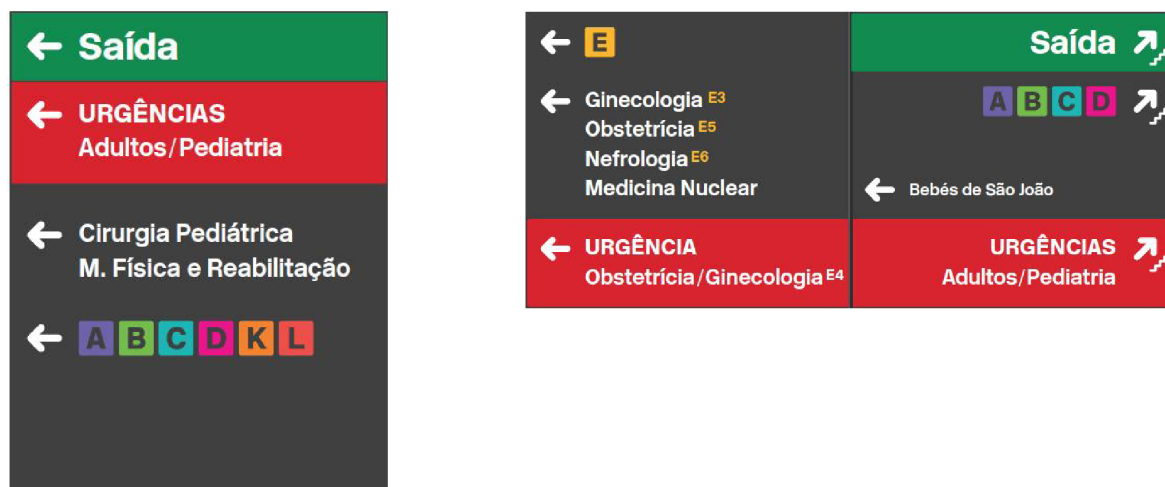 Saída
URGÊNCIAS
Adultos/Pediatria
Cirurgia Pediátrica
M. Física e Reabilitação
A B C D K L
E
Ginecologia E3
Obstetrícia E5
Nefrologia E6
Medicina Nuclear
URGÊNCIA
Obstetrícia/Ginecologia E4
Saída
A B C D
Bebés de São João
URGÊNCIAS
Adultos/Pediatria